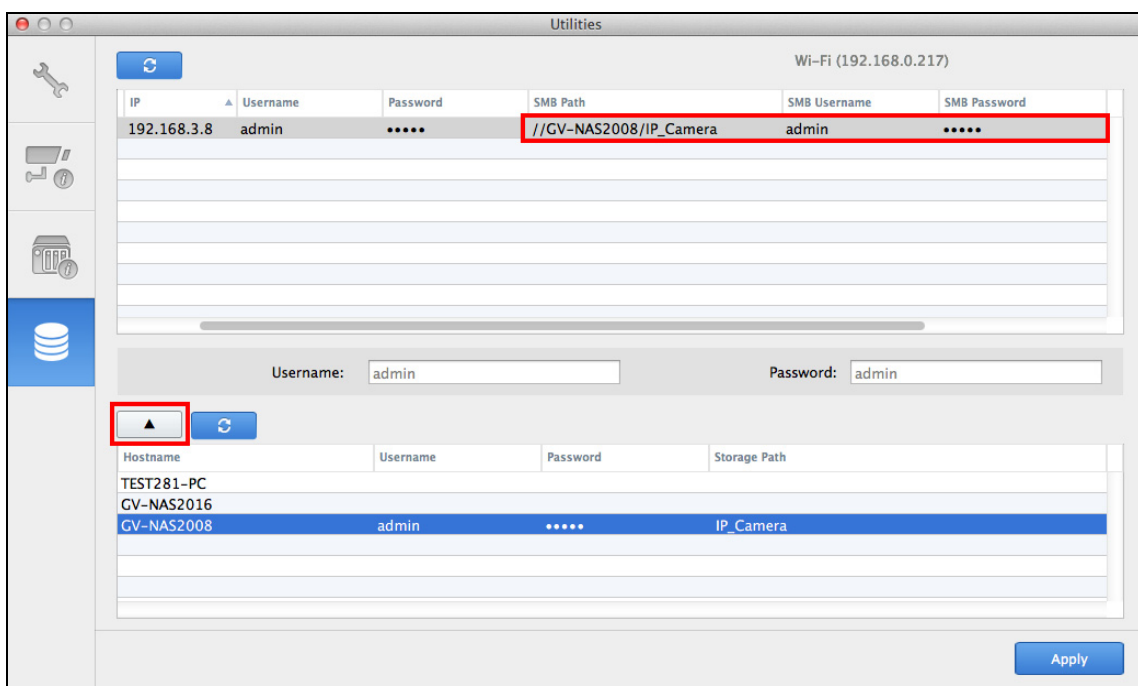 Utilities
Wi-Fi (192.168.0.217)
IP Username Password SMB Path SMB Username SMB Password
192.168.3.8 admin ••••• //GV-NAS2008/IP_Camera admin •••••
Username: admin Password: admin
Hostname Username Password Storage Path
TEST281-PC
GV-NAS2016
GV-NAS2008 admin ••••• IP_Camera
Apply